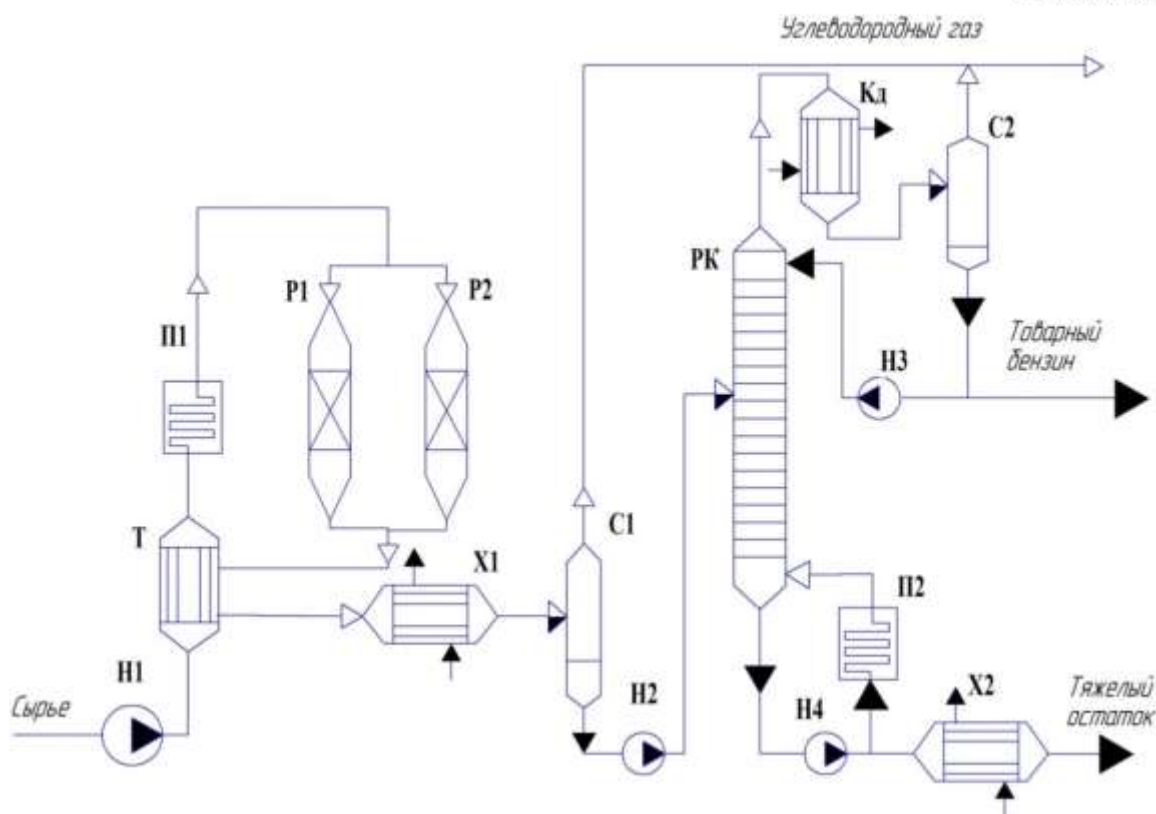 Углеводородный газ
Кд
С2
РК
Р1
Р2
П1
Н3
Товарный
бензин
Т
С1
Х1
П2
Н1
Н2
Х2
Тяжелый
остаток
Сырье
Н4